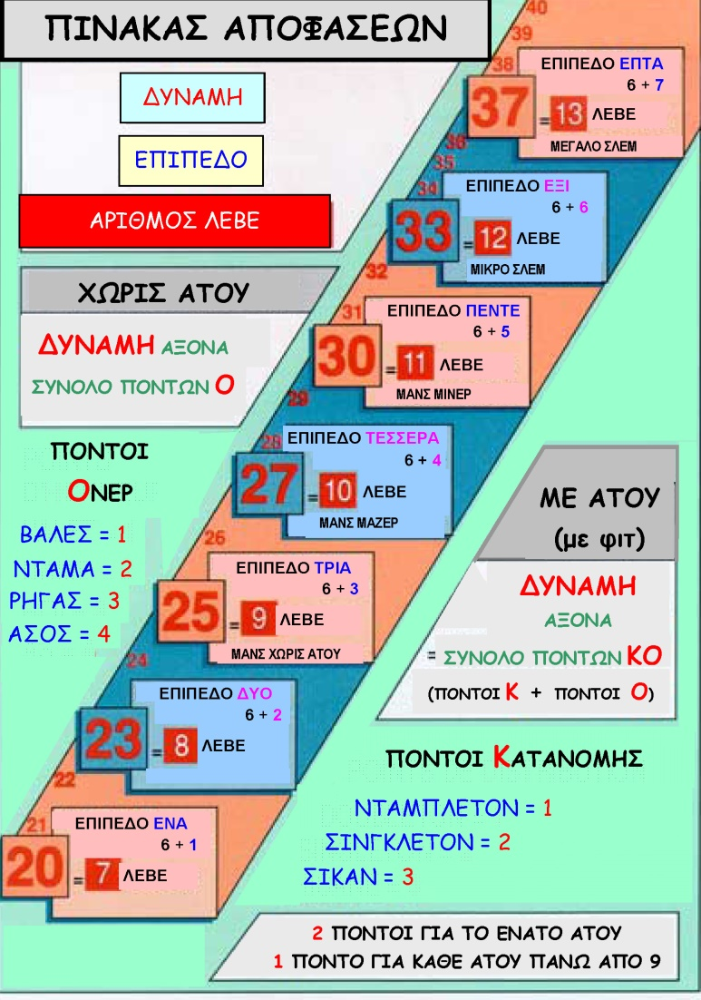 ΠΙΝΑΚΑΣ ΑΠΟΦΑΣΕΩΝ
ΔΥΝΑΜΗ
ΕΠΙΠΕΔΟ
ΑΡΙΘΜΟΣ ΛΕΒΕ
ΧΩΡΙΣ ΑΤΟΥ
ΔΥΝΑΜΗ ΑΞΟΝΑ
ΣΥΝΟΛΟ ΠΟΝΤΩΝ Ο
ΠΟΝΤΟΙ
ΟΝΕΡ
ΒΑΛΕΣ = 1
ΝΤΑΜΑ = 2
ΡΗΓΑΣ = 3
ΑΣΟΣ = 4
40
39
38
ΕΠΙΠΕΔΟ ΕΠΤΑ
6 + 7
37 = 13 ΛΕΒΕ
ΜΕΓΑΛΟ ΣΛΕΜ
36
35
34
ΕΠΙΠΕΔΟ ΕΞΙ
6 + 6
33 = 12 ΛΕΒΕ
ΜΙΚΡΟ ΣΛΕΜ
32
31
ΕΠΙΠΕΔΟ ΠΕΝΤΕ
6 + 5
30 = 11 ΛΕΒΕ
ΜΑΝΣ ΜΙΝΕΡ
29
28
ΕΠΙΠΕΔΟ ΤΕΣΣΕΡΑ
6 + 4
27 = 10 ΛΕΒΕ
ΜΑΝΣ ΜΑΖΕΡ
26
ΕΠΙΠΕΔΟ ΤΡΙΑ
6 + 3
25 = 9 ΛΕΒΕ
ΜΑΝΣ ΧΩΡΙΣ ΑΤΟΥ
24
ΕΠΙΠΕΔΟ ΔΥΟ
6 + 2
23 = 8 ΛΕΒΕ
22
21
ΕΠΙΠΕΔΟ ΕΝΑ
6 + 1
20 = 7 ΛΕΒΕ
ΜΕ ΑΤΟΥ
(με φιτ)
ΔΥΝΑΜΗ
ΑΞΟΝΑ
= ΣΥΝΟΛΟ ΠΟΝΤΩΝ ΚΟ
(ΠΟΝΤΟΙ Κ + ΠΟΝΤΟΙ Ο)
ΠΟΝΤΟΙ ΚΑΤΑΝΟΜΗΣ
ΝΤΑΜΠΛΕΤΟΝ = 1
ΣΙΝΓΚΛΕΤΟΝ = 2
ΣΙΚΑΝ = 3
2 ΠΟΝΤΟΙ ΓΙΑ ΤΟ ΕΝΑΤΟ ΑΤΟΥ
1 ΠΟΝΤΟ ΓΙΑ ΚΑΘΕ ΑΤΟΥ ΠΑΝΩ ΑΠΟ 9